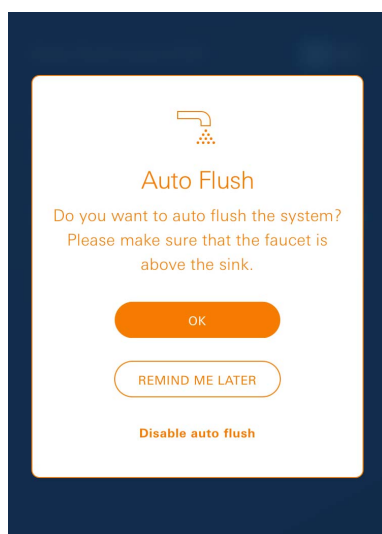 Auto Flush
Do you want to auto flush the system?
Please make sure that the faucet is
above the sink.
OK
REMIND ME LATER
Disable auto flush